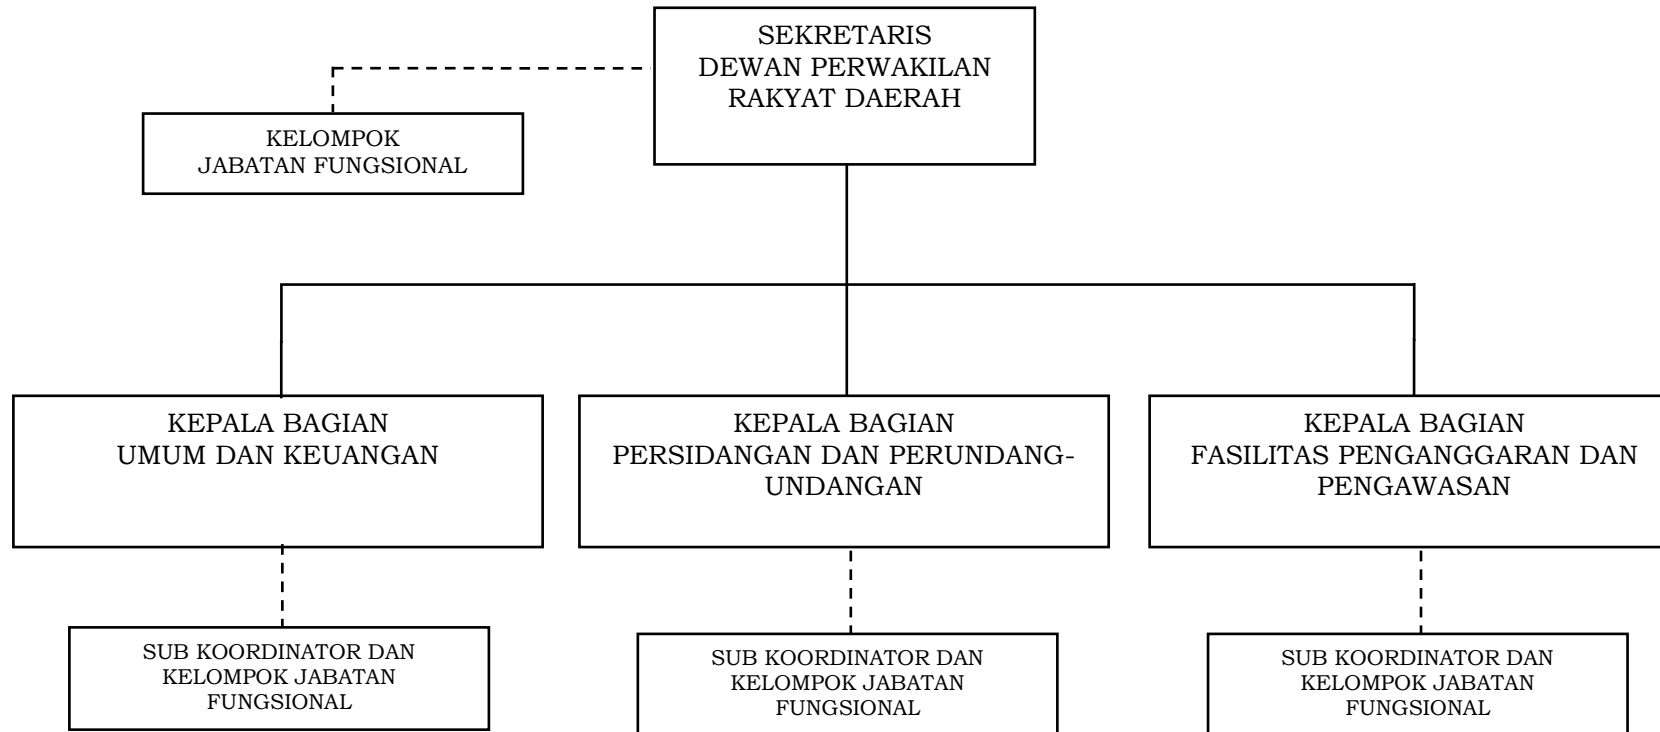 SEKRETARIS
DEWAN PERWAKILAN
RAKYAT DAERAH
KELOMPOK
JABATAN FUNGSIONAL
KEPALA BAGIAN
UMUM DAN KEUANGAN
KEPALA BAGIAN
PERSIDANGAN DAN PERUNDANG-
UNDANGAN
KEPALA BAGIAN
FASILITAS PENGANGGARAN DAN
PENGAWASAN
SUB KOORDINATOR DAN
KELOMPOK JABATAN
FUNGSIONAL
SUB KOORDINATOR DAN
KELOMPOK JABATAN
FUNGSIONAL
SUB KOORDINATOR DAN
KELOMPOK JABATAN
FUNGSIONAL